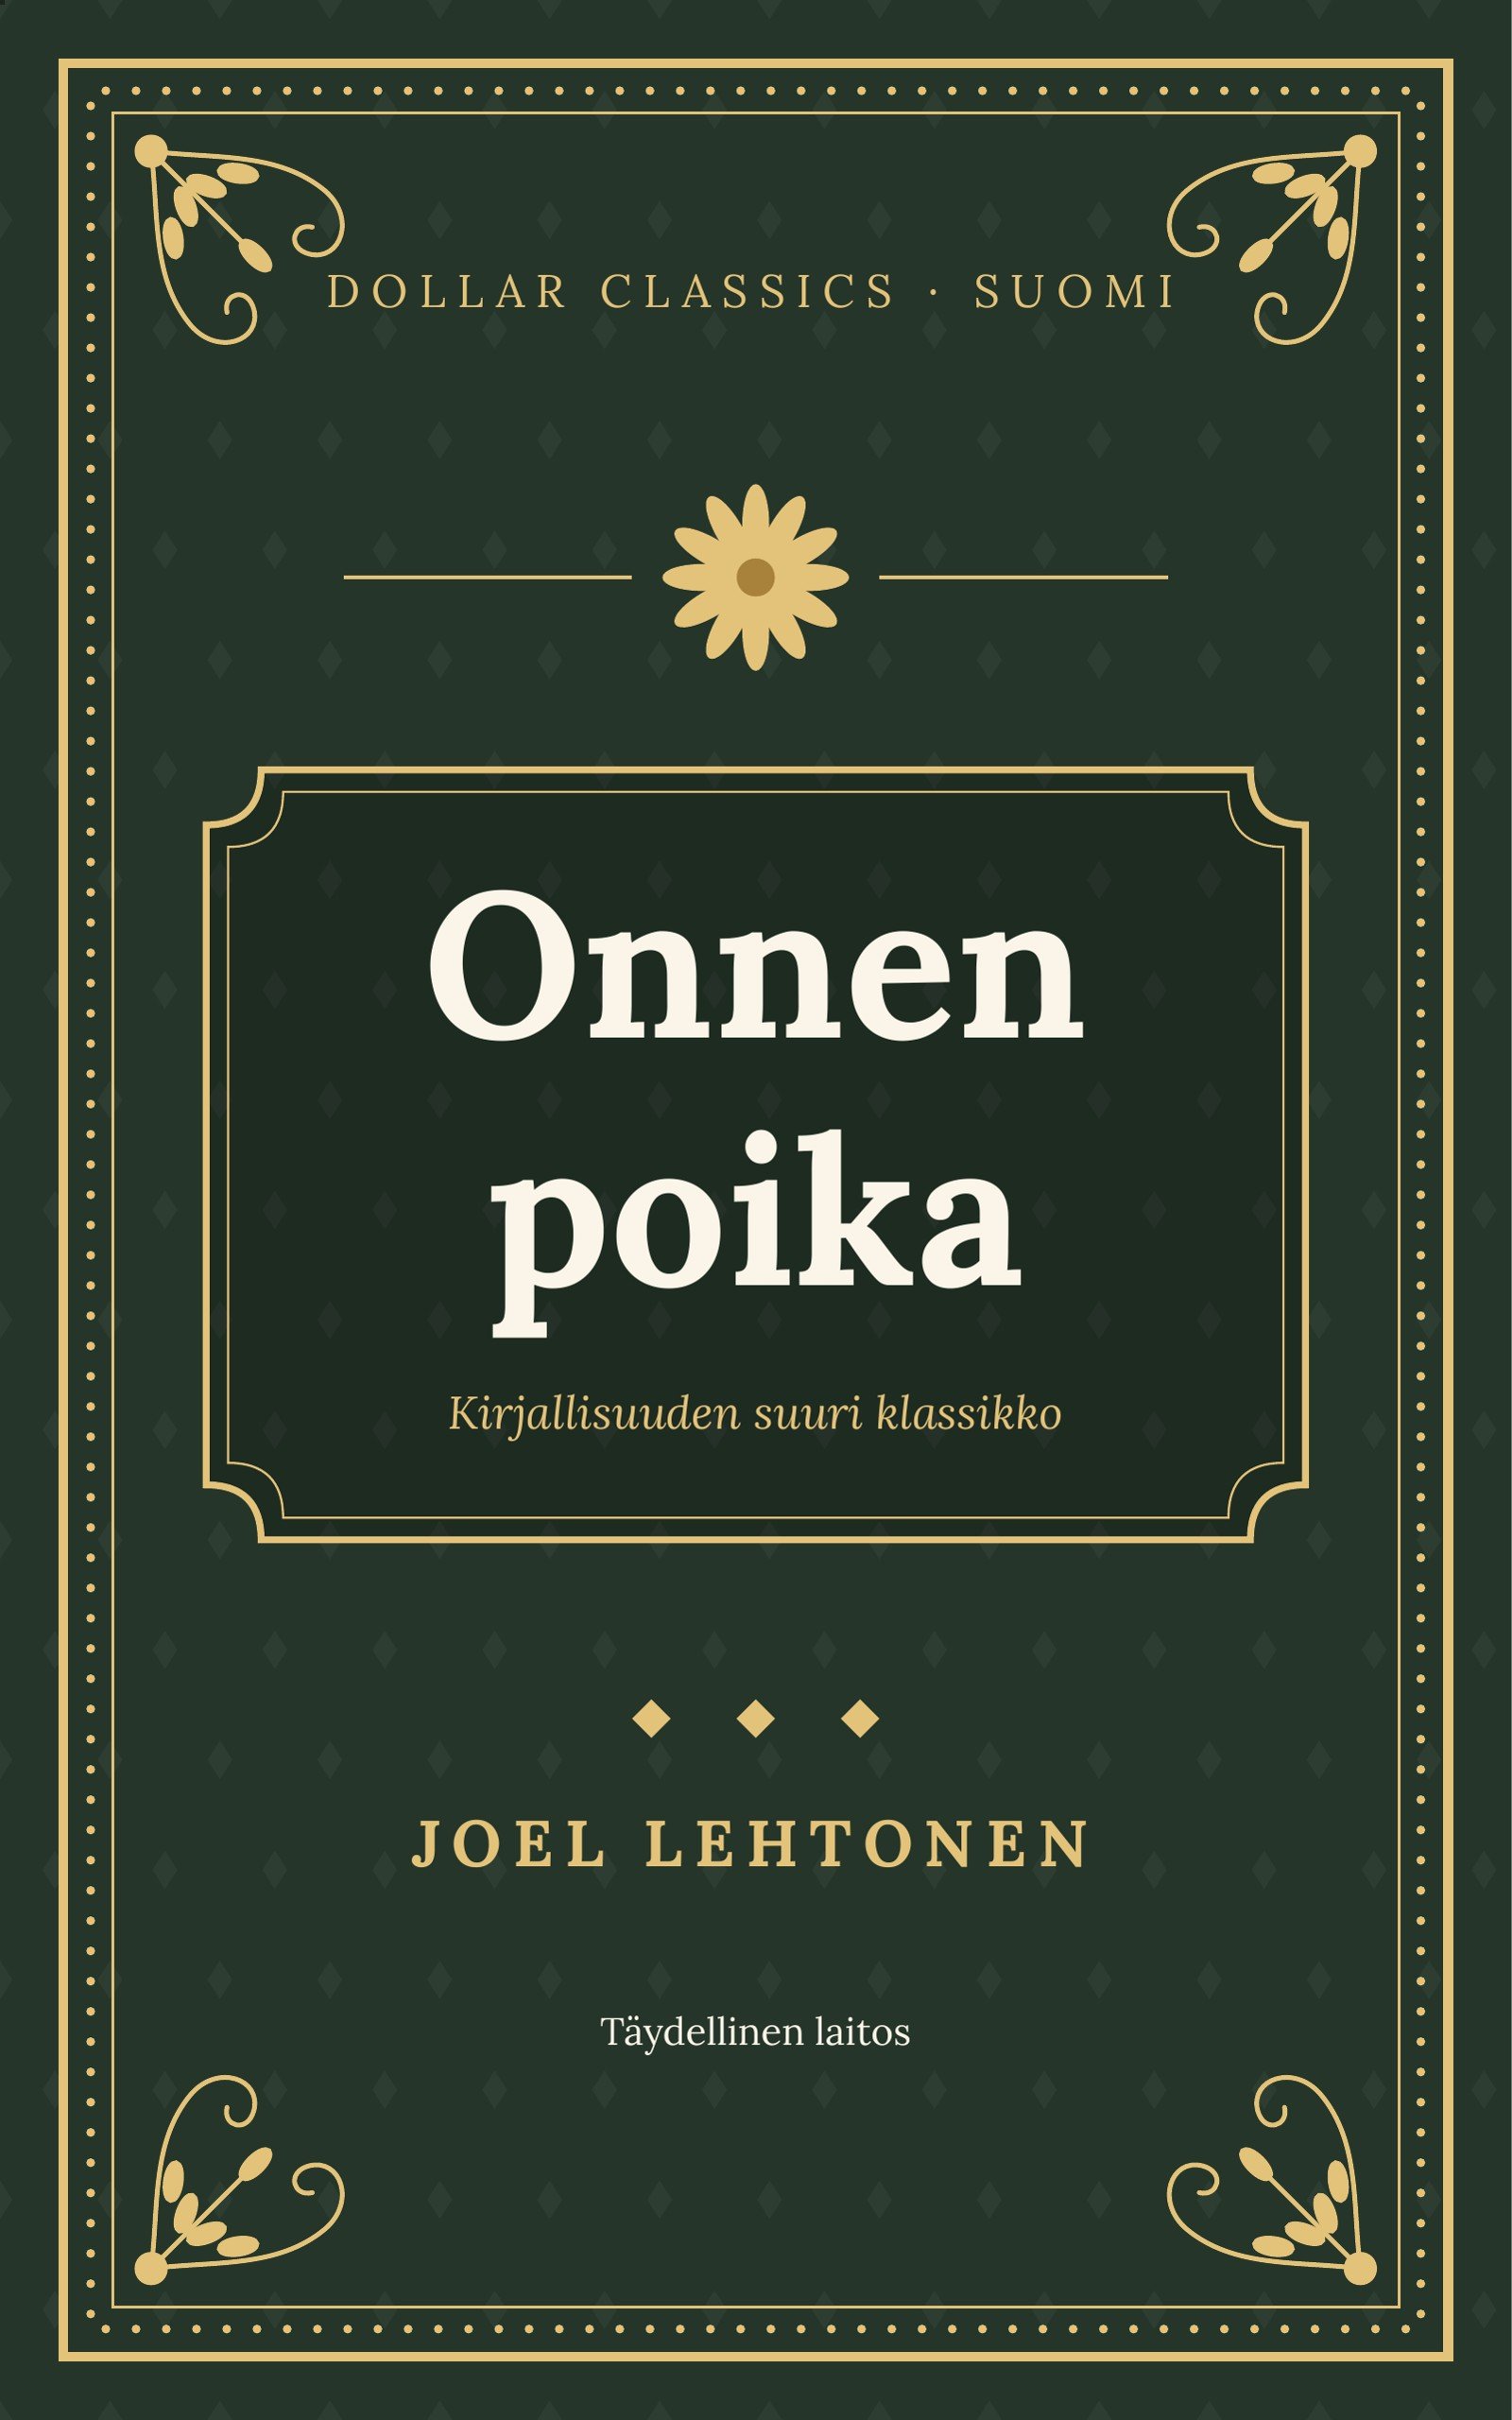 DOLLAR CLASSICS · SUOMI
Onnen
poika
Kirjallisuuden suuri klassikko
JOEL LEHTONEN
Täydellinen laitos